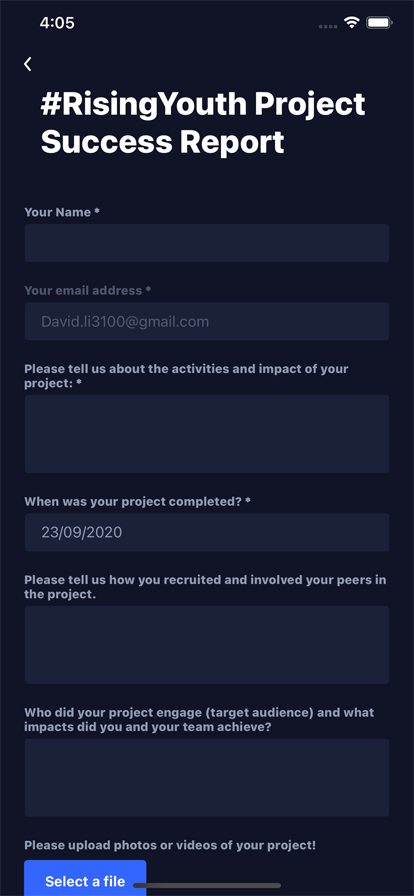 4:05
#RisingYouth Project
Success Report
Your Name *
Your email address *
David.li3100@gmail.com
Please tell us about the activities and impact of your
project: *
When was your project completed? *
23/09/2020
Please tell us how you recruited and involved your peers in
the project.
Who did your project engage (target audience) and what
impacts did you and your team achieve?
Please upload photos or videos of your project!
Select a file